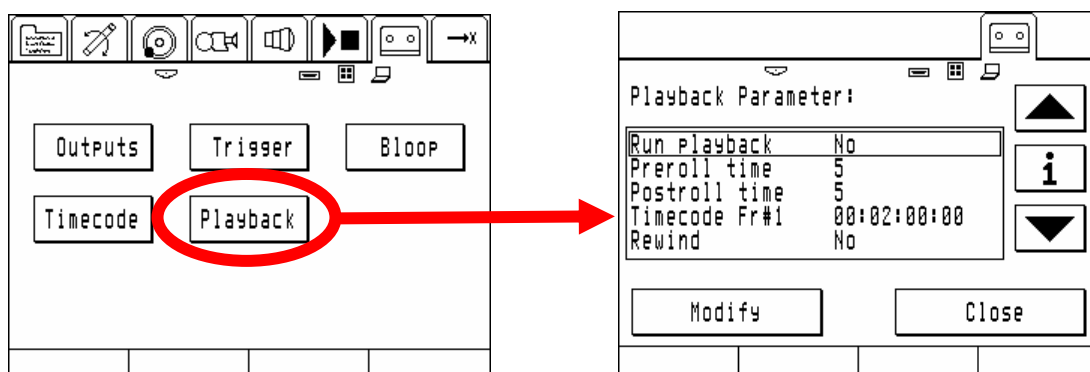 →X
Outputs Trigger Bloop
Timecode Playback
Playback Parameter:
Run playback No
Preroll time 5
Postroll time 5
Timecode Fr#1 00:02:00:00
Rewind No
i
Modify Close